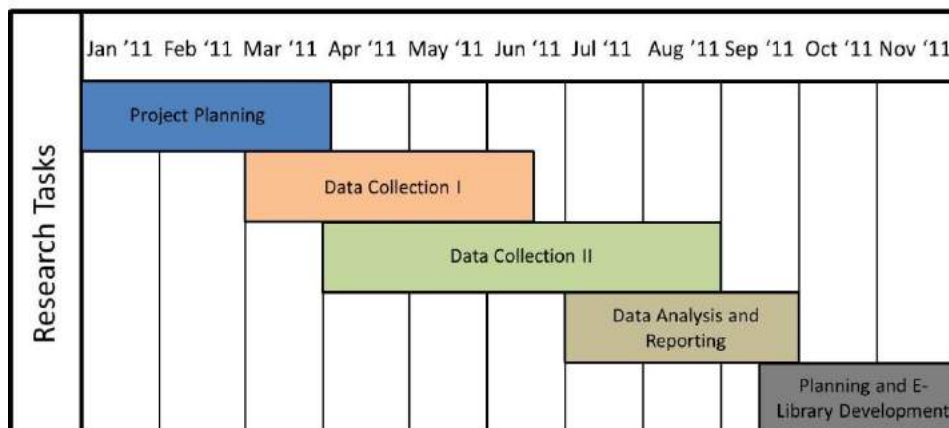 Jan '11 Feb '11 Mar '11 Apr '11 May '11 Jun '11 Jul '11 Aug '11 Sep '11 Oct '11 Nov '11
Research Tasks
Project Planning
Data Collection I
Data Collection II
Data Analysis and
Reporting
Planning and E-
Library Development